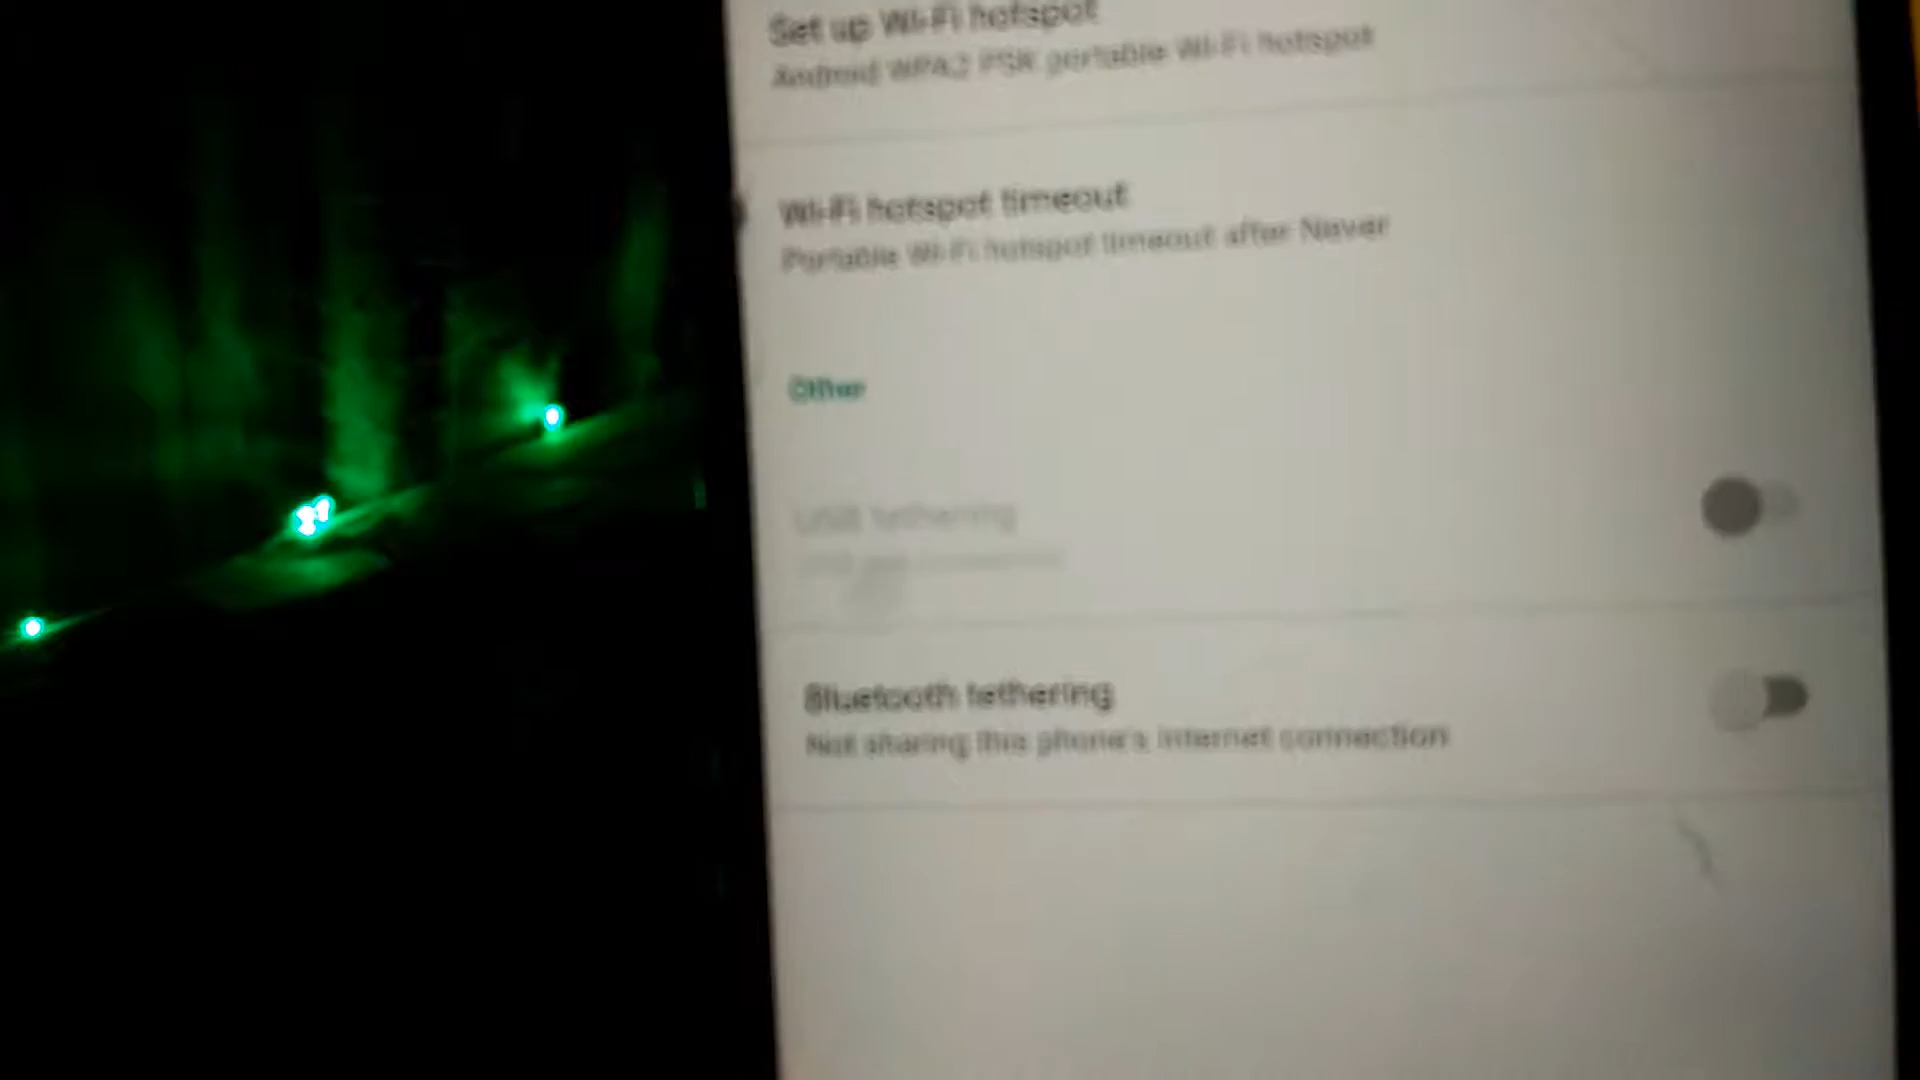 Set up Wi-Fi hotspot
Android WPA2 PSK portable Wi-Fi hotspot
Wi-Fi hotspot timeout
Portable Wi-Fi hotspot timeout after Never
Other
USB tethering
Bluetooth tethering
Not sharing this phone's internet connection